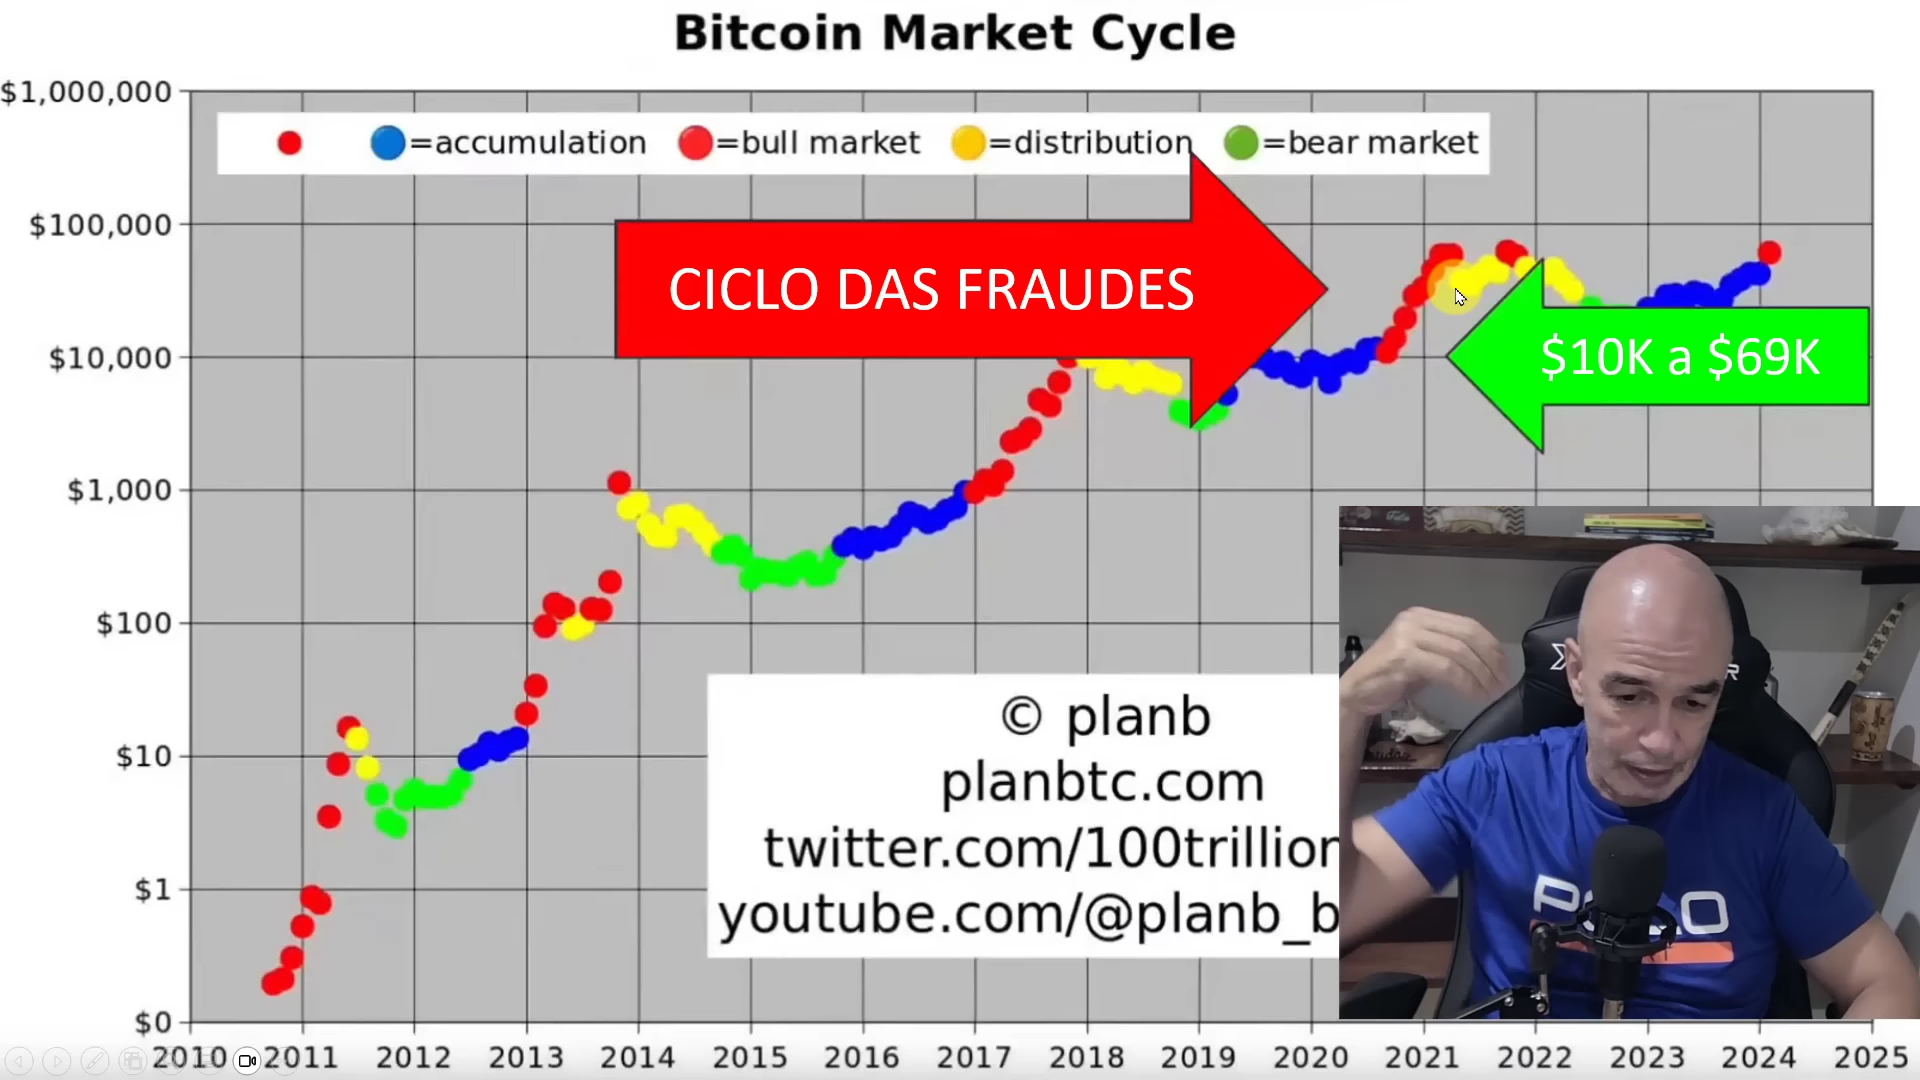 Bitcoin Market Cycle
$1,000,000
=accumulation =bull market =distribution =bear market
$100,000
CICLO DAS FRAUDES
$10,000
$10K a $69K
$1,000
$100
© planb
planbtc.com
$10
twitter.com/100trillion
$1
youtube.com/@planb_b
$0
2010 2011 2012 2013 2014 2015 2016 2017 2018 2019 2020 2021 2022 2023 2024 2025